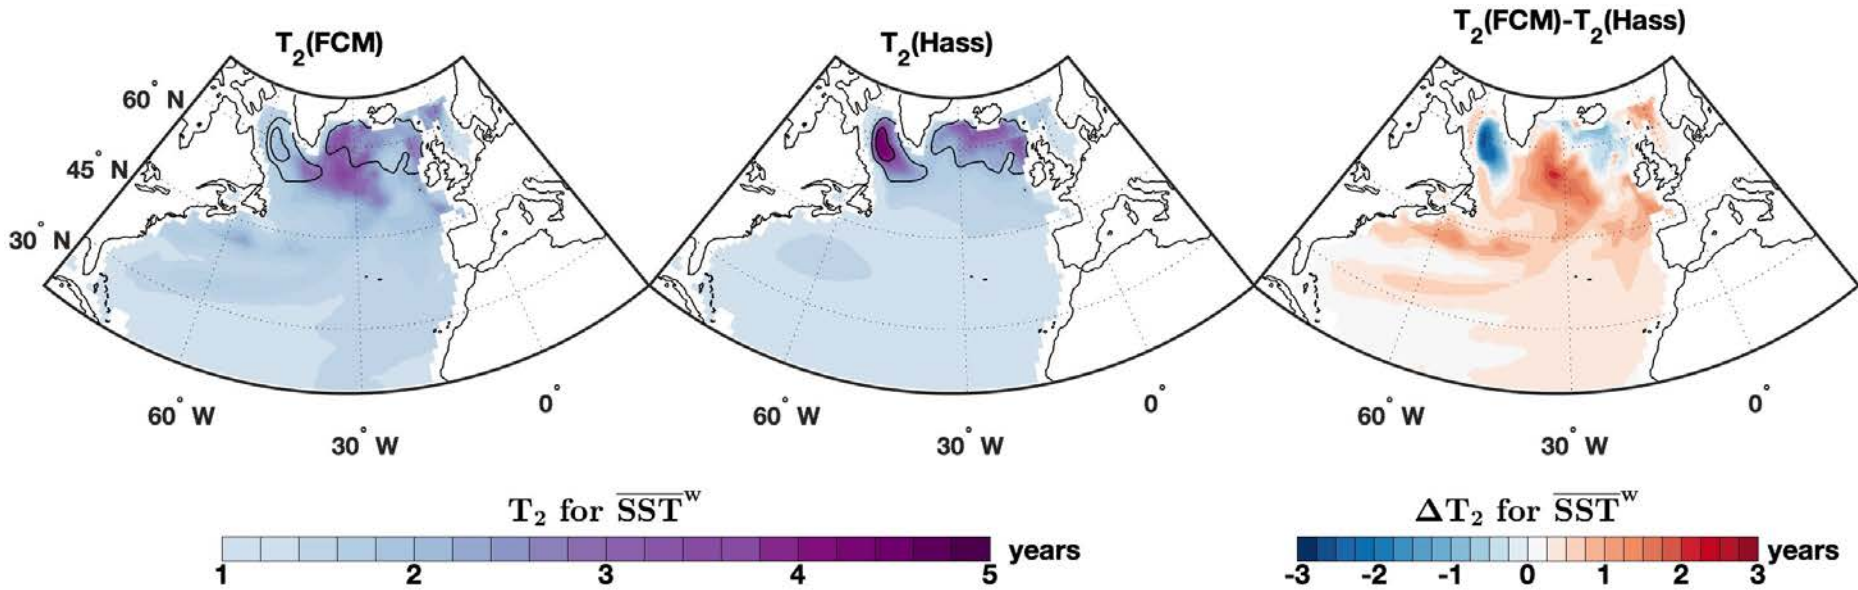 T2(FCM)
T2(Hass)
T2(FCM)-T2(Hass)
60° N
45° N
30° N
60° W
30° W
0°
60° W
30° W
0°
60° W
30° W
0°
T2 for SST^w
1 2 3 4 5 years
ΔT2 for SST^w
-3 -2 -1 0 1 2 3 years